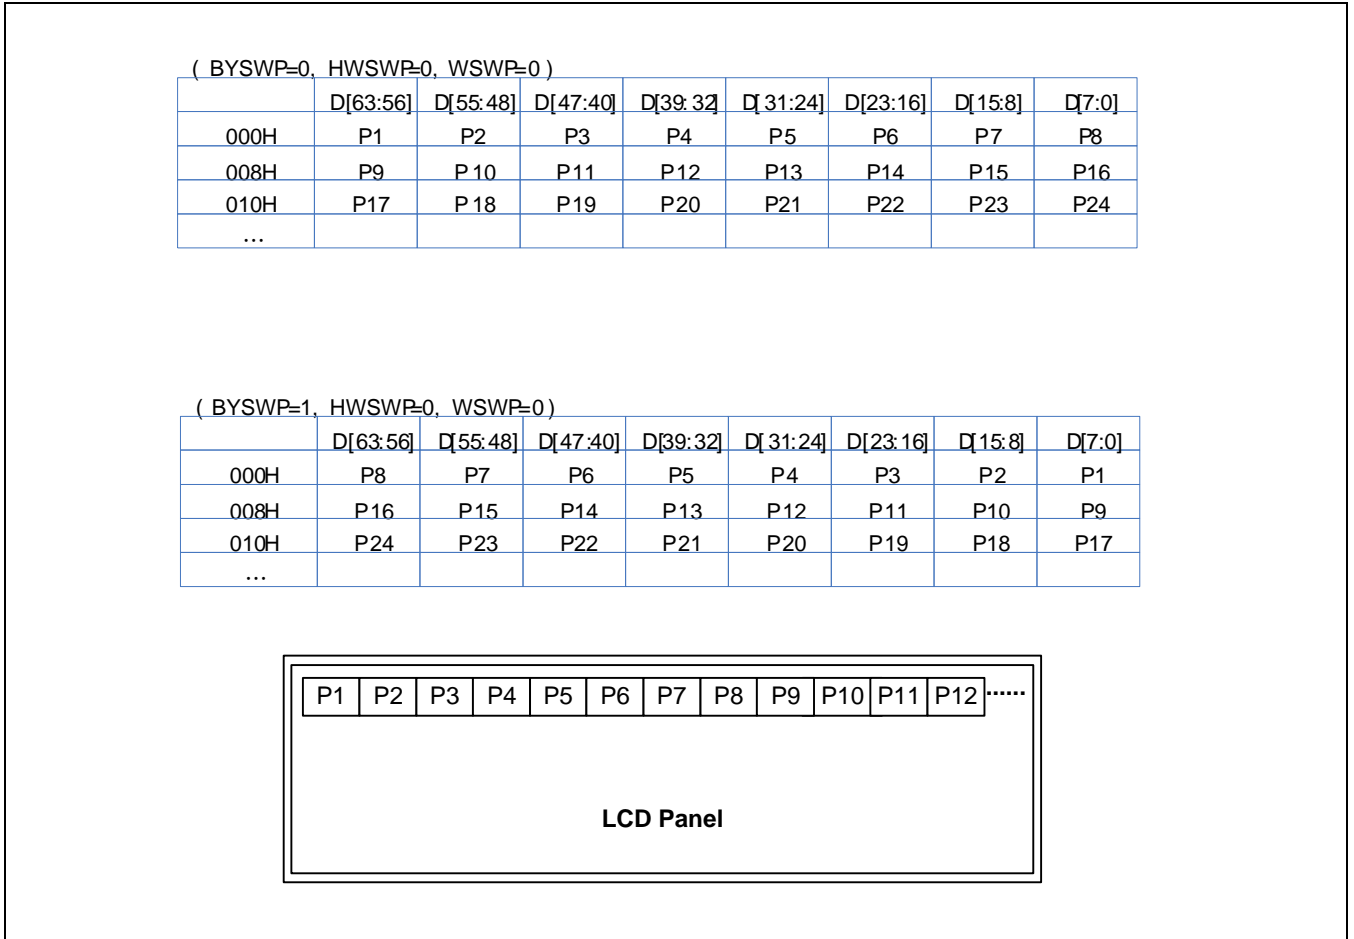 ( BYSWP=0, HWSWP=0, WSWP=0 )
D[63:56] D[55:48] D[47:40] D[39:32] D[31:24] D[23:16] D[15:8] D[7:0]
000H P1 P2 P3 P4 P5 P6 P7 P8
008H P9 P10 P11 P12 P13 P14 P15 P16
010H P17 P18 P19 P20 P21 P22 P23 P24
...
( BYSWP=1, HWSWP=0, WSWP=0 )
D[63:56] D[55:48] D[47:40] D[39:32] D[31:24] D[23:16] D[15:8] D[7:0]
000H P8 P7 P6 P5 P4 P3 P2 P1
008H P16 P15 P14 P13 P12 P11 P10 P9
010H P24 P23 P22 P21 P20 P19 P18 P17
...
P1 P2 P3 P4 P5 P6 P7 P8 P9 P10 P11 P12 ......
LCD Panel